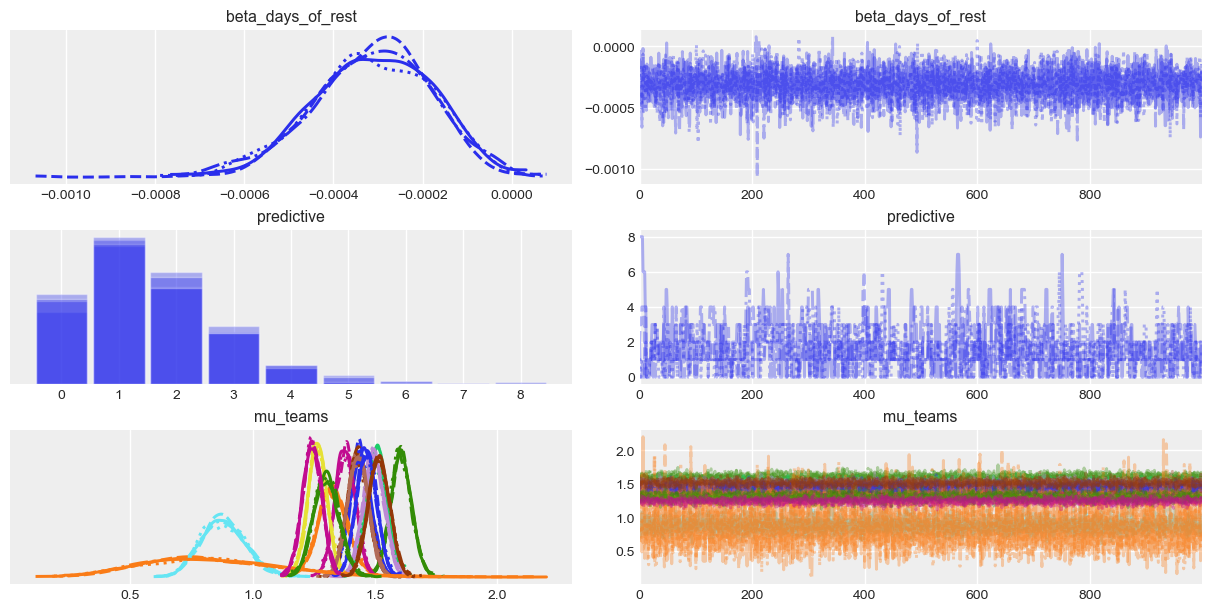 beta_days_of_rest
−0.0010 −0.0008 −0.0006 −0.0004 −0.0002 0.0000
beta_days_of_rest
0.0000
−0.0005
−0.0010
0 200 400 600 800
predictive
0 1 2 3 4 5 6 7 8
predictive
8
6
4
2
0
0 200 400 600 800
mu_teams
0.5 1.0 1.5 2.0
mu_teams
2.0
1.5
1.0
0.5
0 200 400 600 800